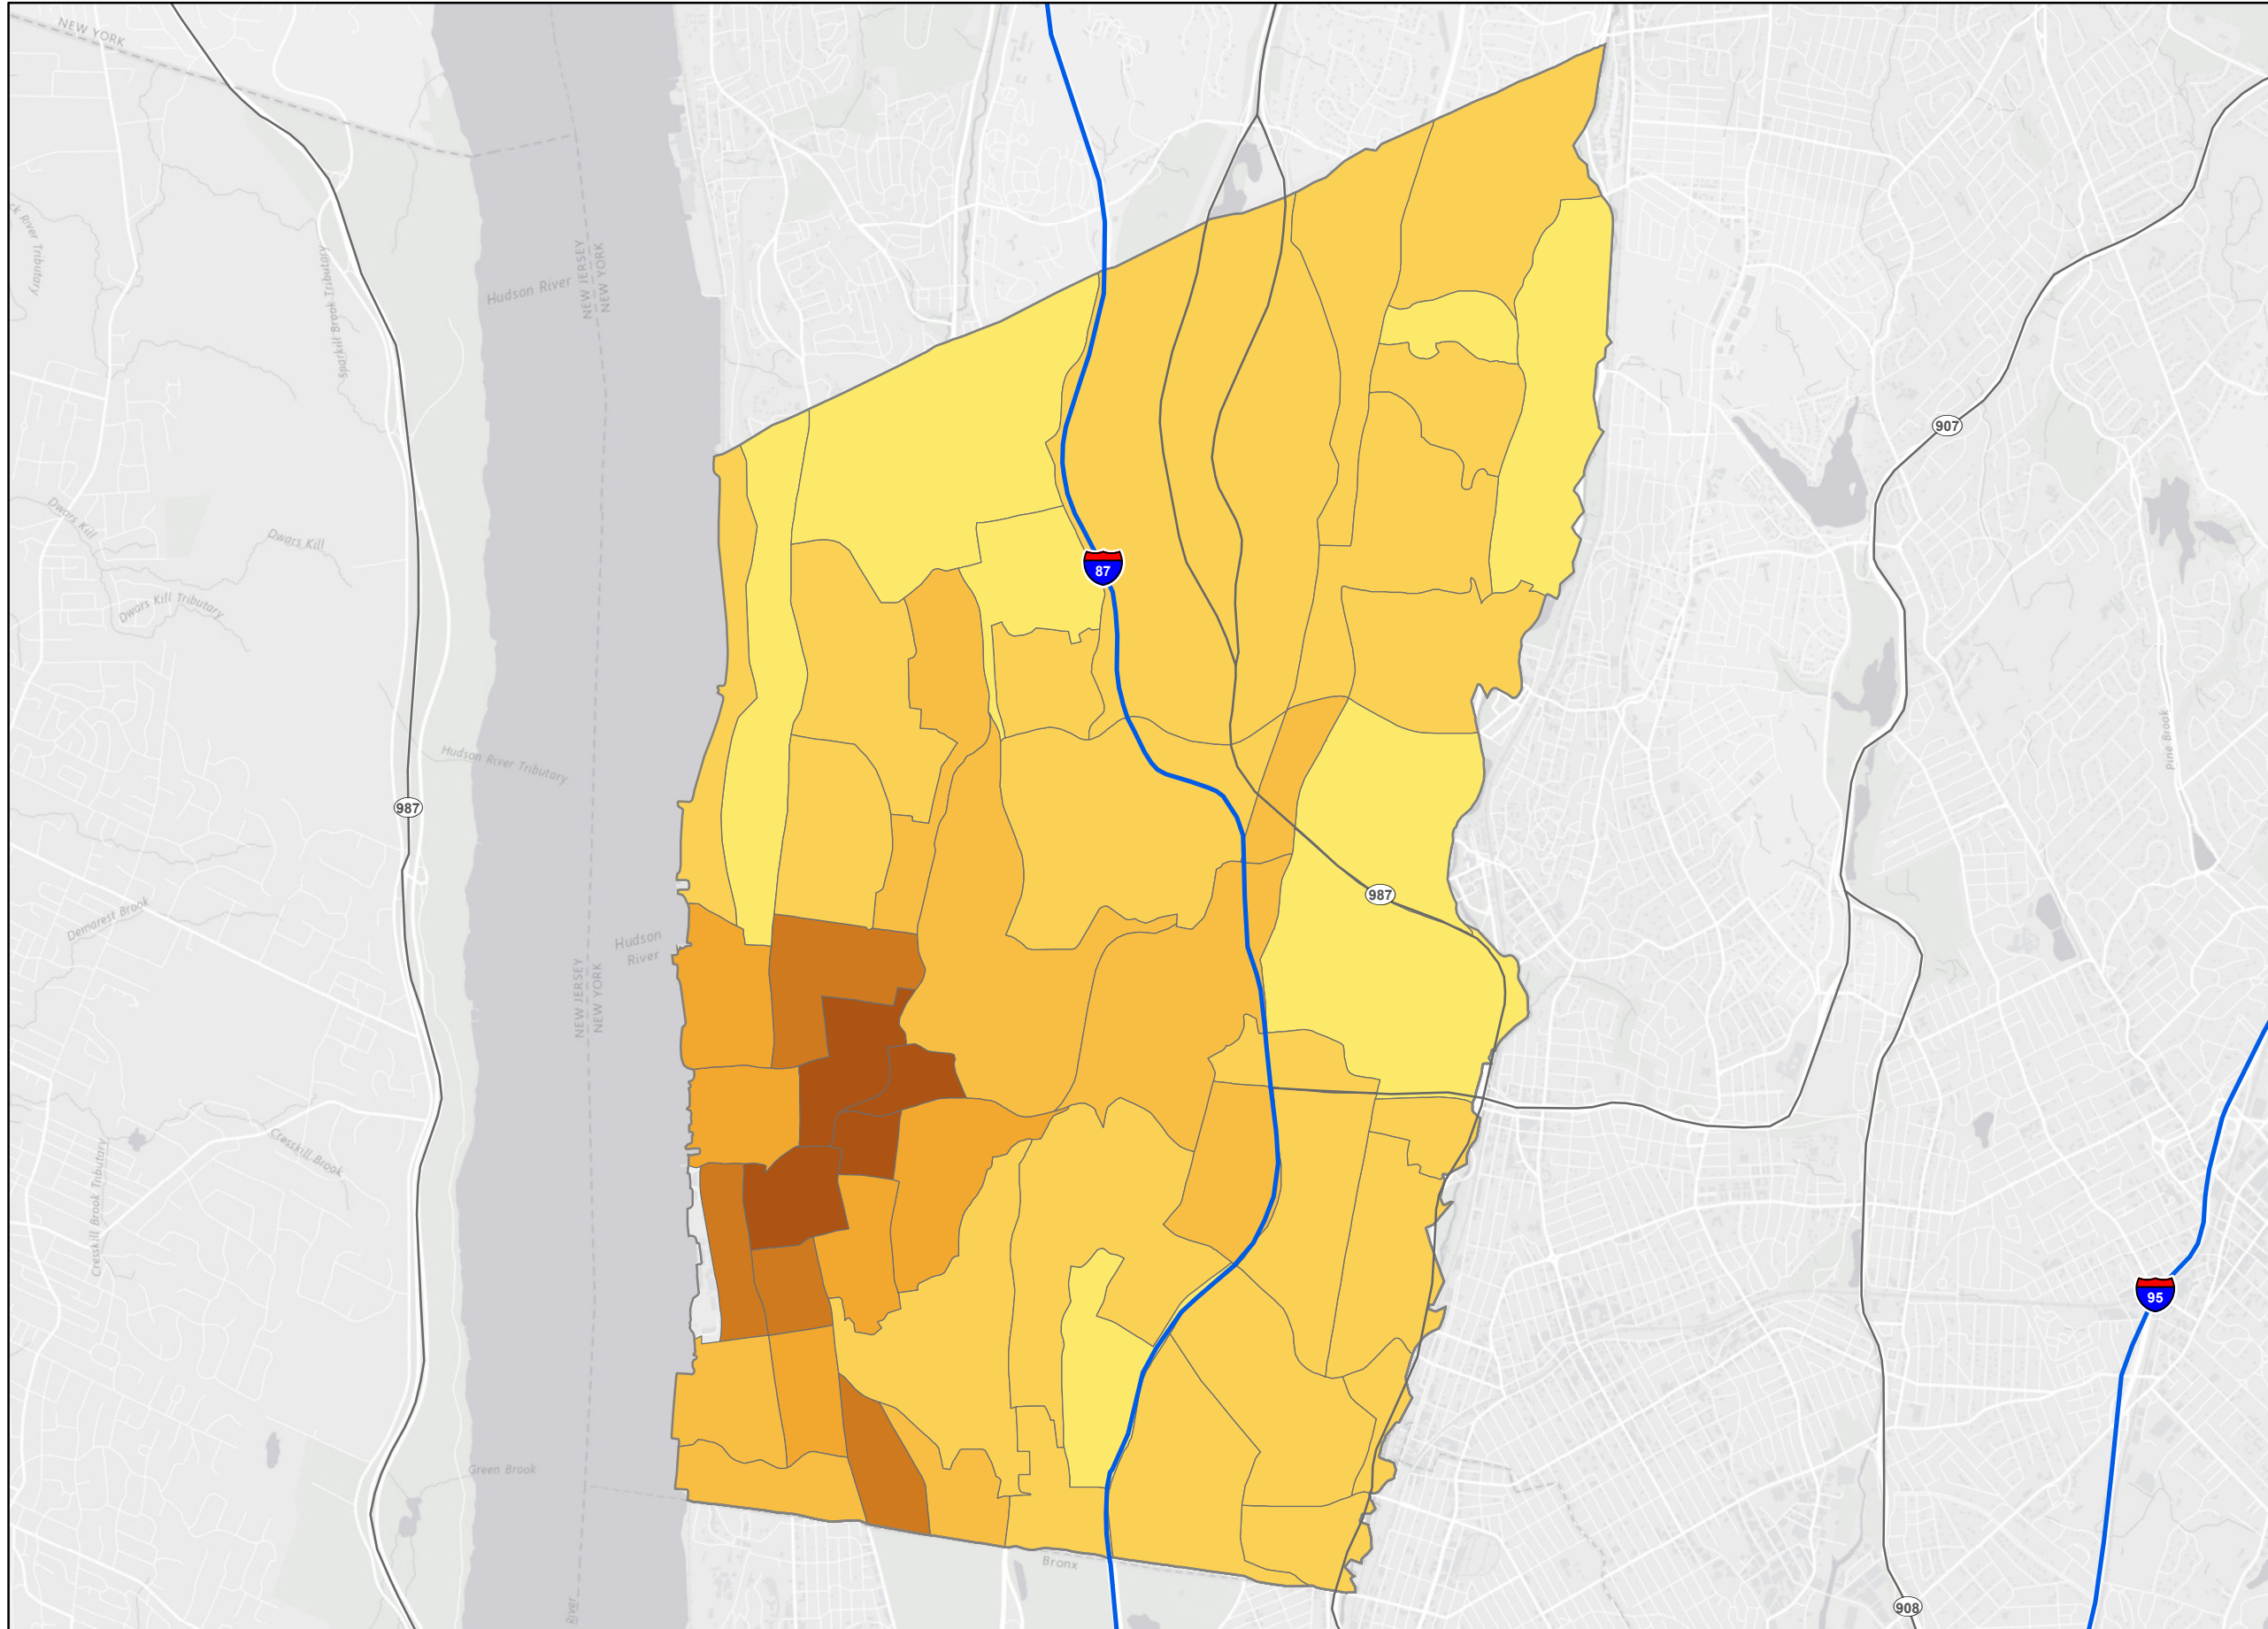 NEW YORK
ck River Tributary
Sparkill Brook Tributary
Hudson River
NEW JERSEY
NEW YORK
907
Dwars Kill
Dwars Kill
87
Dwars Kill Tributary
Hudson River Tributary
Pine Brook
987
987
Demarest Brook
Hudson
River
NEW JERSEY
NEW YORK
Cresskill Brook
Cresskill Brook Tributary
95
Green Brook
Bronx
River
908